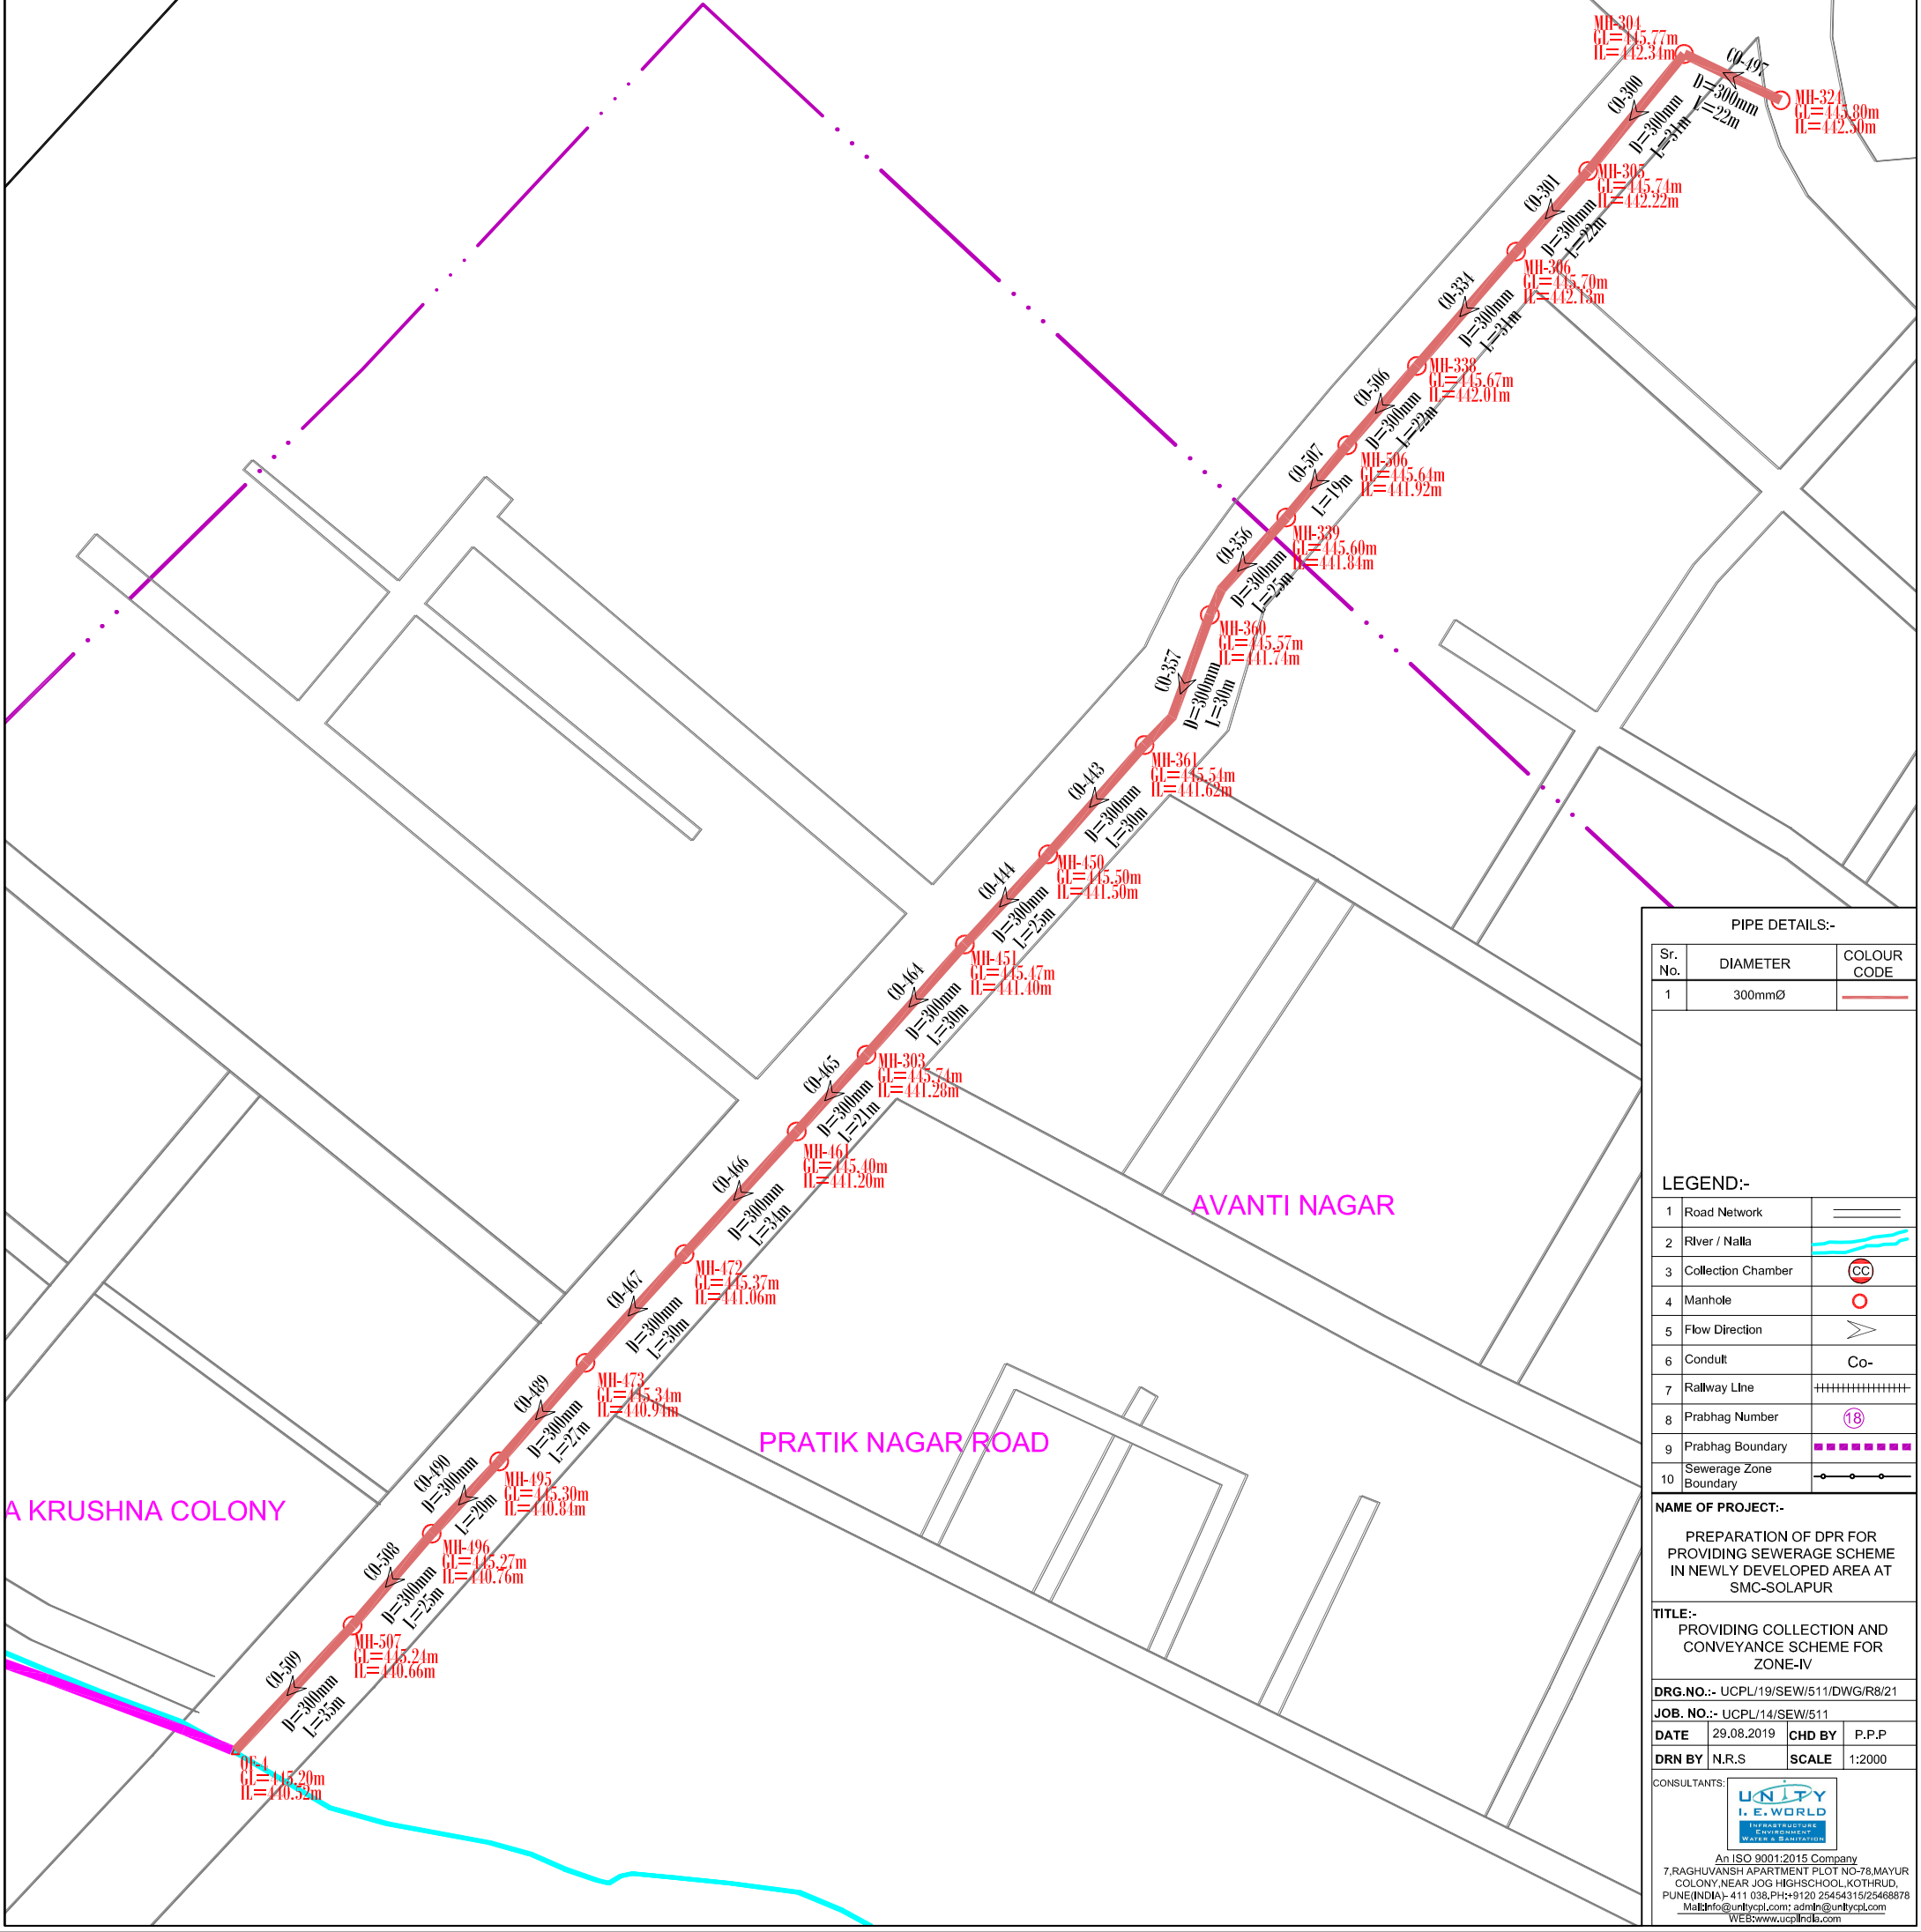 MH-304
GL=445.77m
IL=442.34m
CO-497
D=300mm
L=22m
MH-324
GL=445.80m
IL=442.50m
CO-300
D=300mm
L=31m
MH-305
GL=445.74m
IL=442.22m
CO-301
D=300mm
L=22m
MH-306
GL=445.70m
IL=442.13m
CO-334
D=300mm
L=31m
MH-338
GL=445.67m
IL=442.01m
CO-506
D=300mm
L=22m
MH-506
GL=445.64m
IL=441.92m
CO-507
L=19m
MH-339
GL=445.60m
IL=441.84m
CO-356
D=300mm
L=25m
MH-360
GL=445.57m
IL=441.74m
CO-357
D=300mm
L=30m
MH-361
GL=445.54m
IL=441.62m
CO-443
D=300mm
L=30m
MH-450
GL=445.50m
IL=441.50m
CO-444
D=300mm
L=25m
MH-451
GL=445.47m
IL=441.40m
CO-464
D=300mm
L=30m
MH-303
GL=445.74m
IL=441.28m
CO-465
D=300mm
L=21m
MH-461
GL=445.40m
IL=441.20m
CO-466
D=300mm
L=34m
MH-472
GL=445.37m
IL=441.06m
CO-467
D=300mm
L=30m
MH-473
GL=445.34m
IL=440.94m
CO-489
D=300mm
L=27m
MH-495
GL=445.30m
IL=440.84m
CO-490
D=300mm
L=20m
MH-496
GL=445.27m
IL=440.76m
CO-508
D=300mm
L=25m
MH-507
GL=445.24m
IL=440.66m
CO-509
D=300mm
L=35m
OF-4
GL=445.20m
IL=440.52m
AVANTI NAGAR
PRATIK NAGAR ROAD
A KRUSHNA COLONY
PIPE DETAILS:-
Sr. No. DIAMETER COLOUR CODE
1 300mmØ
LEGEND:-
1 Road Network
2 River / Nalla
3 Collection Chamber CC
4 Manhole
5 Flow Direction
6 Conduit Co-
7 Railway Line
8 Prabhag Number 18
9 Prabhag Boundary
10 Sewerage Zone Boundary
NAME OF PROJECT:-
PREPARATION OF DPR FOR
PROVIDING SEWERAGE SCHEME
IN NEWLY DEVELOPED AREA AT
SMC-SOLAPUR
TITLE:-
PROVIDING COLLECTION AND
CONVEYANCE SCHEME FOR
ZONE-IV
DRG.NO.:- UCPL/19/SEW/511/DWG/R8/21
JOB. NO.:- UCPL/14/SEW/511
DATE 29.08.2019 CHD BY P.P.P
DRN BY N.R.S SCALE 1:2000
CONSULTANTS:
UNITY
I. E. WORLD
INFRASTRUCTURE
ENVIRONMENT
WATER & SANITATION
An ISO 9001:2015 Company
7,RAGHUVANSH APARTMENT PLOT NO-78,MAYUR
COLONY,NEAR JOG HIGHSCHOOL,KOTHRUD,
PUNE(INDIA)- 411 038,PH:+9120 25454315/25468878
Mail:info@unitycpl.com; admin@unitycpl.com
WEB:www.ucplindia.com